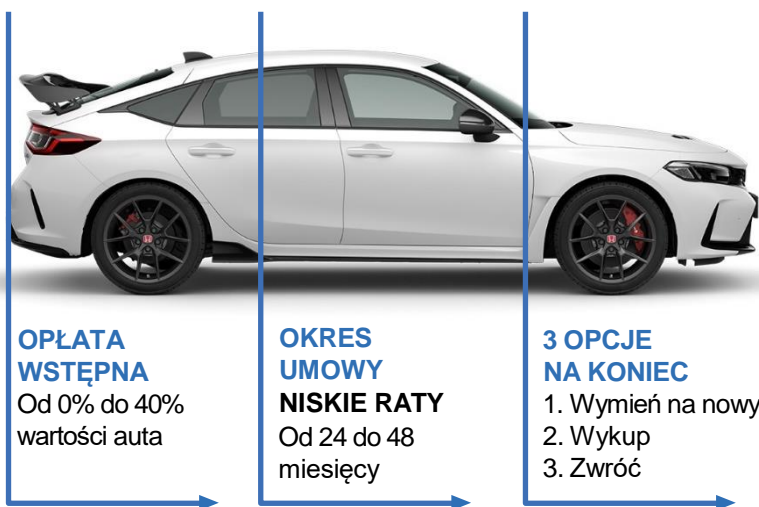 OPŁATA
WSTĘPNA
Od 0% do 40%
wartości auta
OKRES
UMOWY
NISKIE RATY
Od 24 do 48
miesięcy
3 OPCJE
NA KONIEC
1. Wymień na nowy
2. Wykup
3. Zwróć